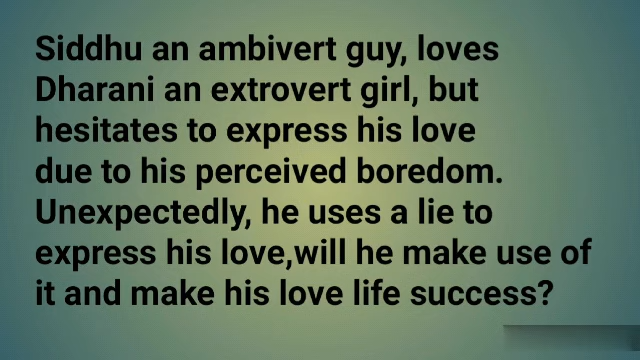 Siddhu an ambivert guy, loves
Dharani an extrovert girl, but
hesitates to express his love
due to his perceived boredom.
Unexpectedly, he uses a lie to
express his love,will he make use of
it and make his love life success?